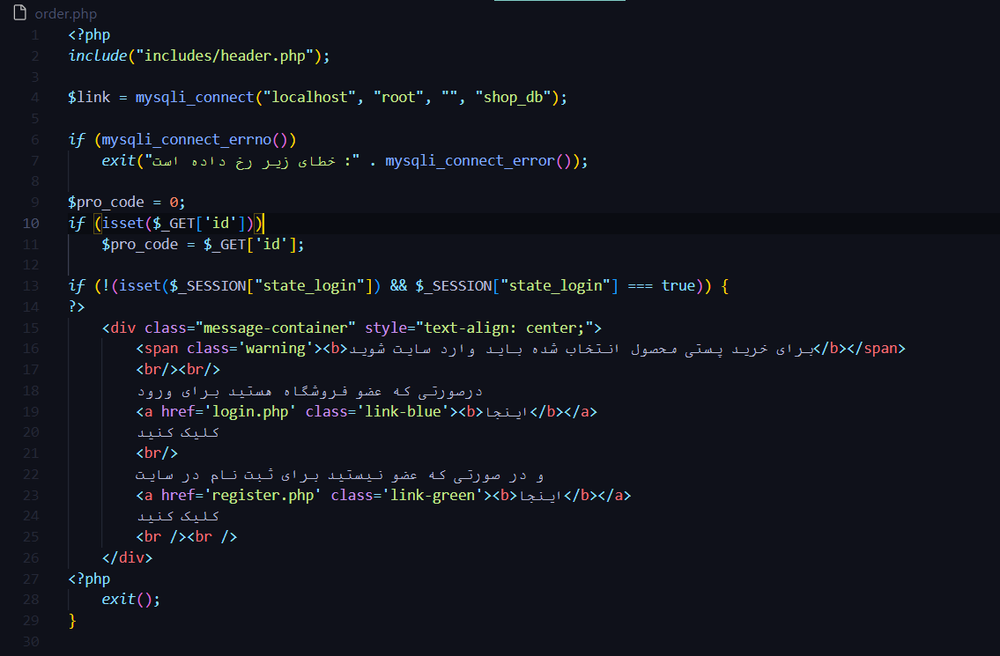 order.php
1 <?php
2 include("includes/header.php");
3
4 $link = mysqli_connect("localhost", "root", "", "shop_db");
5
6 if (mysqli_connect_errno())
7 exit("خطای زیر رخ داده است :" . mysqli_connect_error());
8
9 $pro_code = 0;
10 if (isset($_GET['id']))
11 $pro_code = $_GET['id'];
12
13 if (!(isset($_SESSION["state_login"]) && $_SESSION["state_login"] === true)) {
14 ?>
15 <div class="message-container" style="text-align: center;">
16 <span class='warning'><b>برای خرید پستی محصول انتخاب شده باید وارد سایت شوید</b></span>
17 <br/><br/>
18 درصورتی که عضو فروشگاه هستید برای ورود
19 <a href='login.php' class='link-blue'><b>اینجا</b></a>
20 کلیک کنید
21 <br/>
22 و در صورتی که عضو نیستید برای ثبت نام در سایت
23 <a href='register.php' class='link-green'><b>اینجا</b></a>
24 کلیک کنید
25 <br /><br />
26 </div>
27 <?php
28 exit();
29 }
30